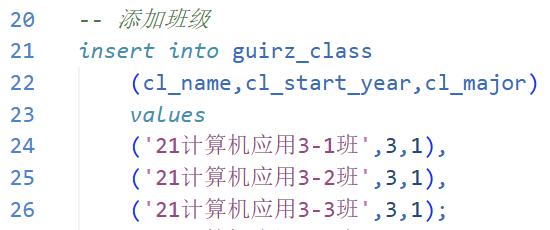 20 -- 添加班级
21 insert into guirz_class
22 (cl_name,cl_start_year,cl_major)
23 values
24 ('21计算机应用3-1班',3,1),
25 ('21计算机应用3-2班',3,1),
26 ('21计算机应用3-3班',3,1);